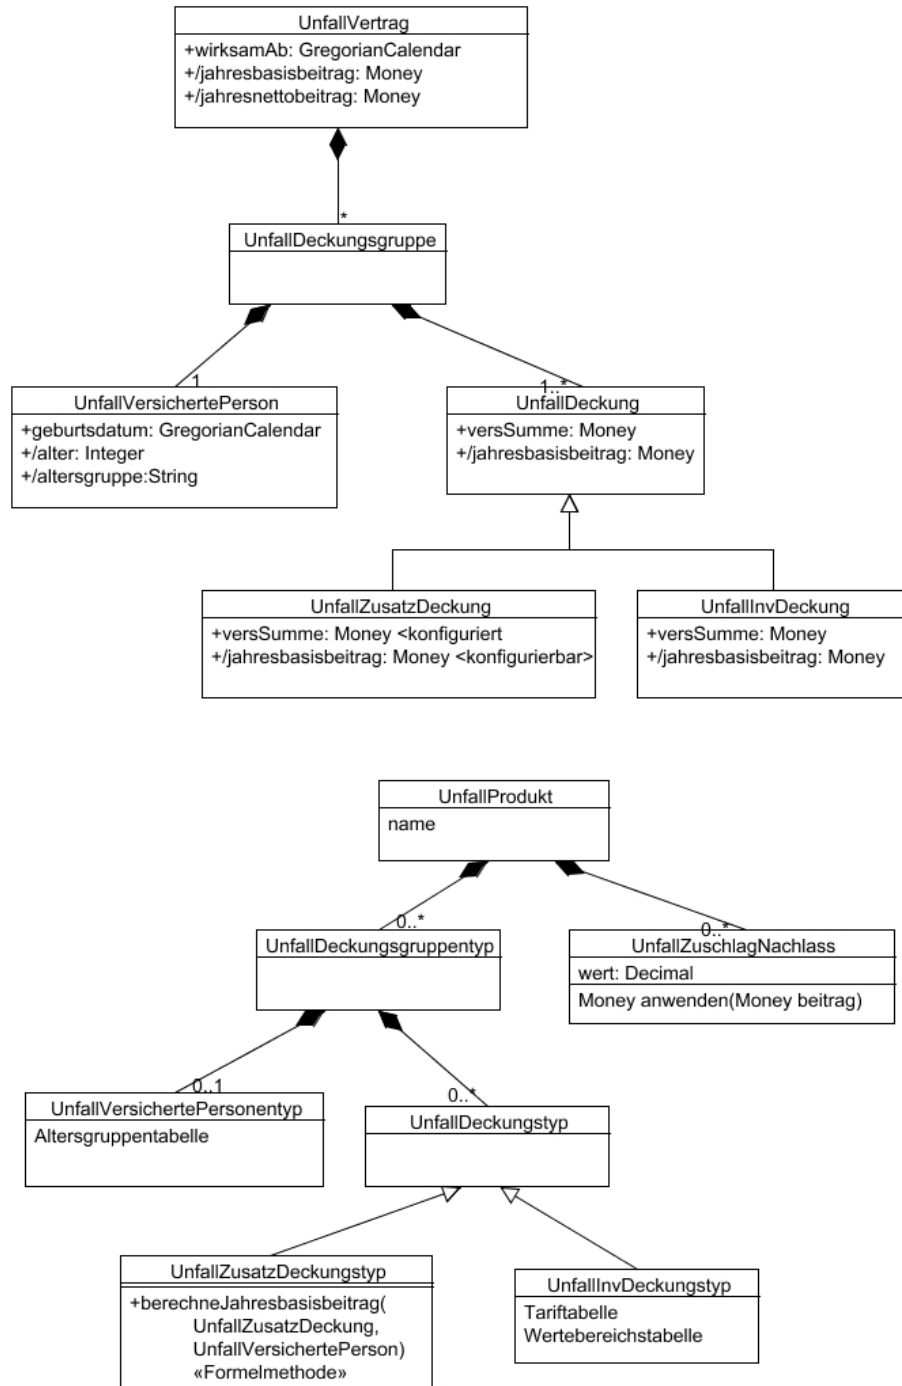 UnfallVertrag
+wirksamAb: GregorianCalendar
+/jahresbasisbeitrag: Money
+/jahresnettobeitrag: Money
*
UnfallDeckungsgruppe
1
1..*
UnfallVersichertePerson
+geburtsdatum: GregorianCalendar
+/alter: Integer
+/altersgruppe:String
UnfallDeckung
+versSumme: Money
+/jahresbasisbeitrag: Money
UnfallZusatzDeckung
+versSumme: Money <konfiguriert
+/jahresbasisbeitrag: Money <konfigurierbar>
UnfallInvDeckung
+versSumme: Money
+/jahresbasisbeitrag: Money
UnfallProdukt
name
0..*
0..*
UnfallDeckungsgruppentyp
UnfallZuschlagNachlass
wert: Decimal
Money anwenden(Money beitrag)
0..1
0..*
UnfallVersichertePersonentyp
Altersgruppentabelle
UnfallDeckungstyp
UnfallZusatzDeckungstyp
+berechneJahresbasisbeitrag(
UnfallZusatzDeckung,
UnfallVersichertePerson)
«Formelmethode»
UnfallInvDeckungstyp
Tariftabelle
Wertebereichstabelle